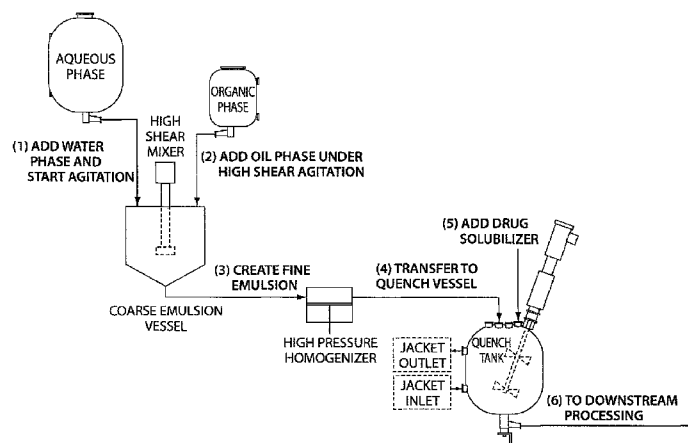 AQUEOUS
PHASE
ORGANIC
PHASE
HIGH
SHEAR
MIXER
(1) ADD WATER
PHASE AND
START AGITATION
(2) ADD OIL PHASE UNDER
HIGH SHEAR AGITATION
(3) CREATE FINE
EMULSION
COARSE EMULSION
VESSEL
HIGH PRESSURE
HOMOGENIZER
(4) TRANSFER TO
QUENCH VESSEL
(5) ADD DRUG
SOLUBILIZER
JACKET
OUTLET
JACKET
INLET
QUENCH
TANK
(6) TO DOWNSTREAM
PROCESSING